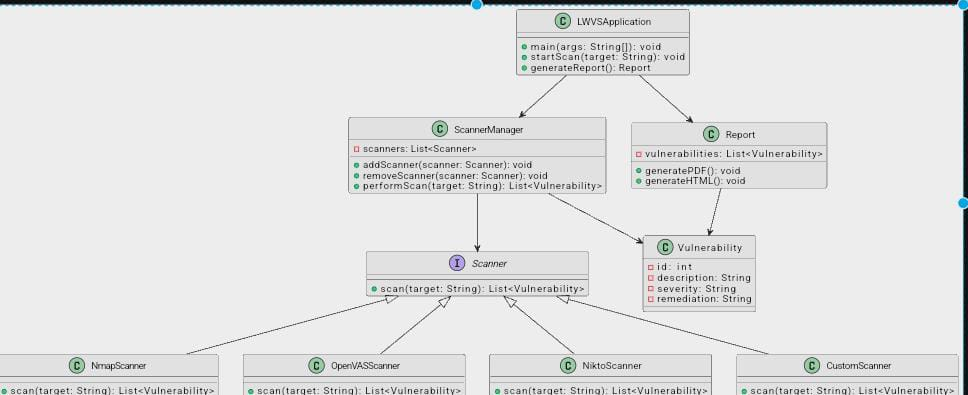 C LWVSApplication
main(args: String[]): void
startScan(target: String): void
generateReport(): Report
C ScannerManager
scanners: List<Scanner>
addScanner(scanner: Scanner): void
removeScanner(scanner: Scanner): void
performScan(target: String): List<Vulnerability>
C Report
vulnerabilities: List<Vulnerability>
generatePDF(): void
generateHTML(): void
I Scanner
scan(target: String): List<Vulnerability>
C Vulnerability
id: int
description: String
severity: String
remediation: String
C NmapScanner
scan(target: String): List<Vulnerability>
C OpenVASScanner
scan(target: String): List<Vulnerability>
C NiktoScanner
scan(target: String): List<Vulnerability>
C CustomScanner
scan(target: String): List<Vulnerability>